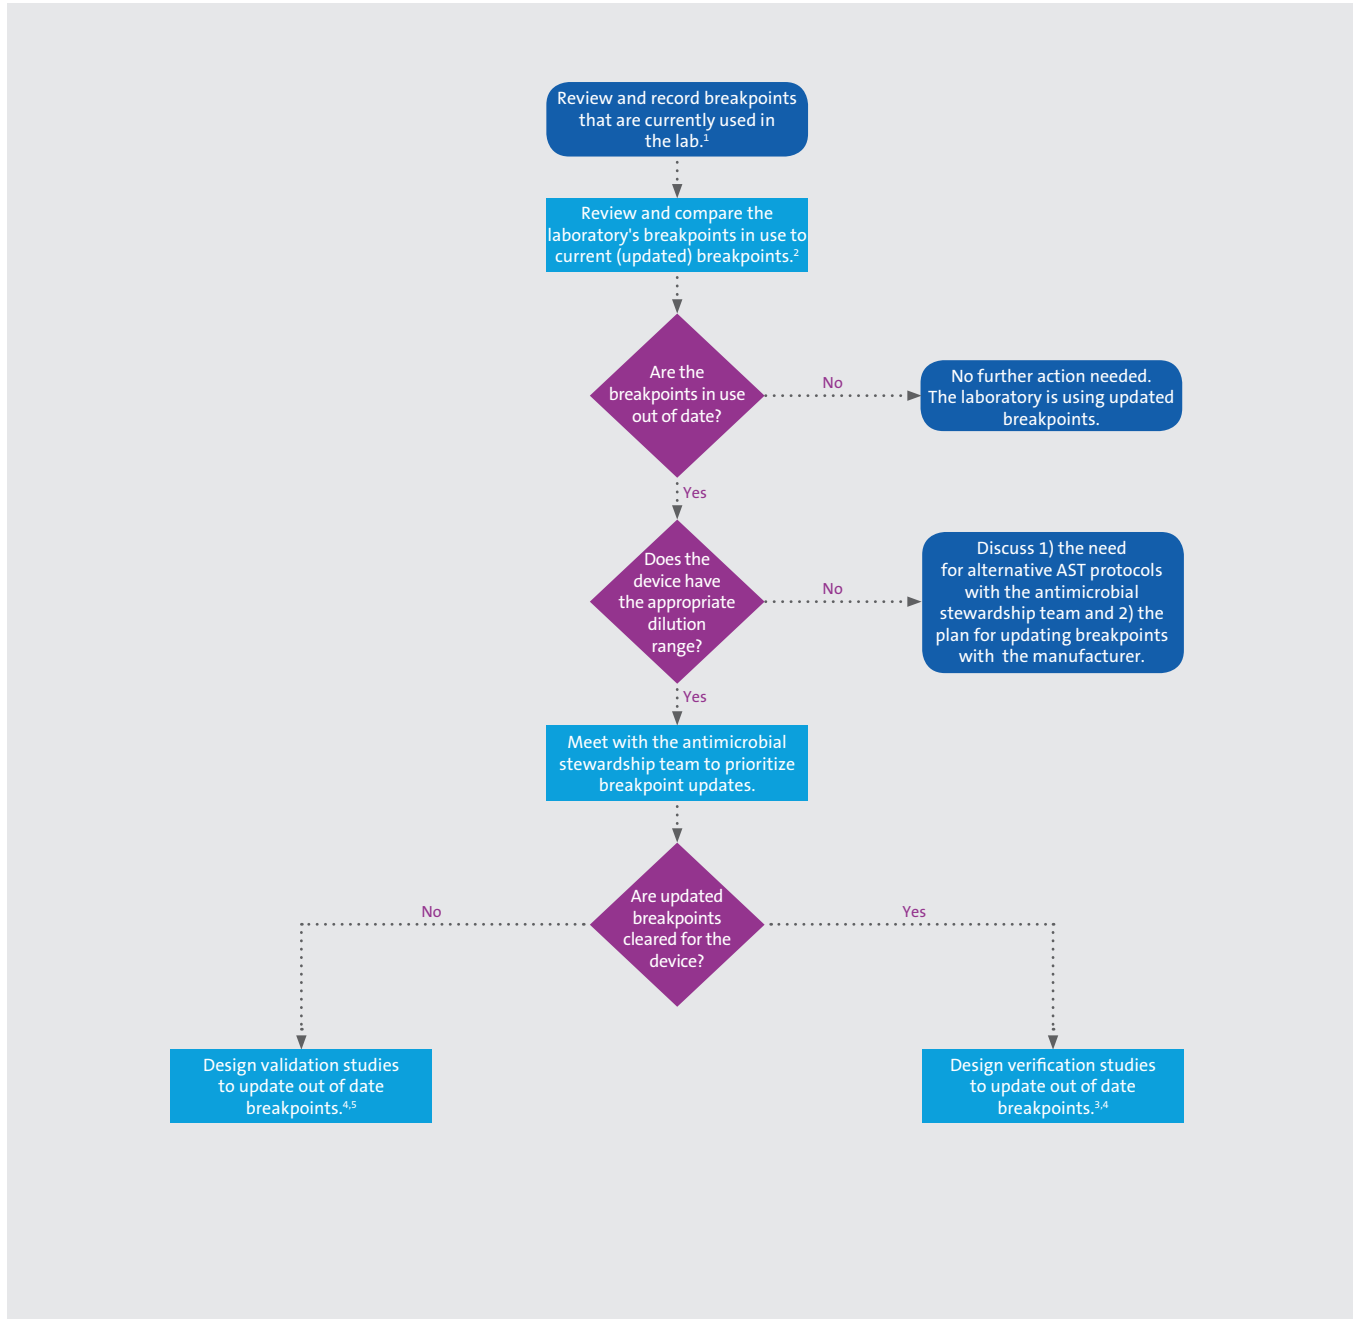 Review and record breakpoints
that are currently used in
the lab.¹
Review and compare the
laboratory's breakpoints in use to
current (updated) breakpoints.²
Are the
breakpoints in use
out of date?
No
No further action needed.
The laboratory is using updated
breakpoints.
Yes
Does the
device have
the appropriate
dilution
range?
No
Discuss 1) the need
for alternative AST protocols
with the antimicrobial
stewardship team and 2) the
plan for updating breakpoints
with the manufacturer.
Yes
Meet with the antimicrobial
stewardship team to prioritize
breakpoint updates.
Are updated
breakpoints
cleared for the
device?
No
Yes
Design validation studies
to update out of date
breakpoints.⁴,⁵
Design verification studies
to update out of date
breakpoints.³,⁴